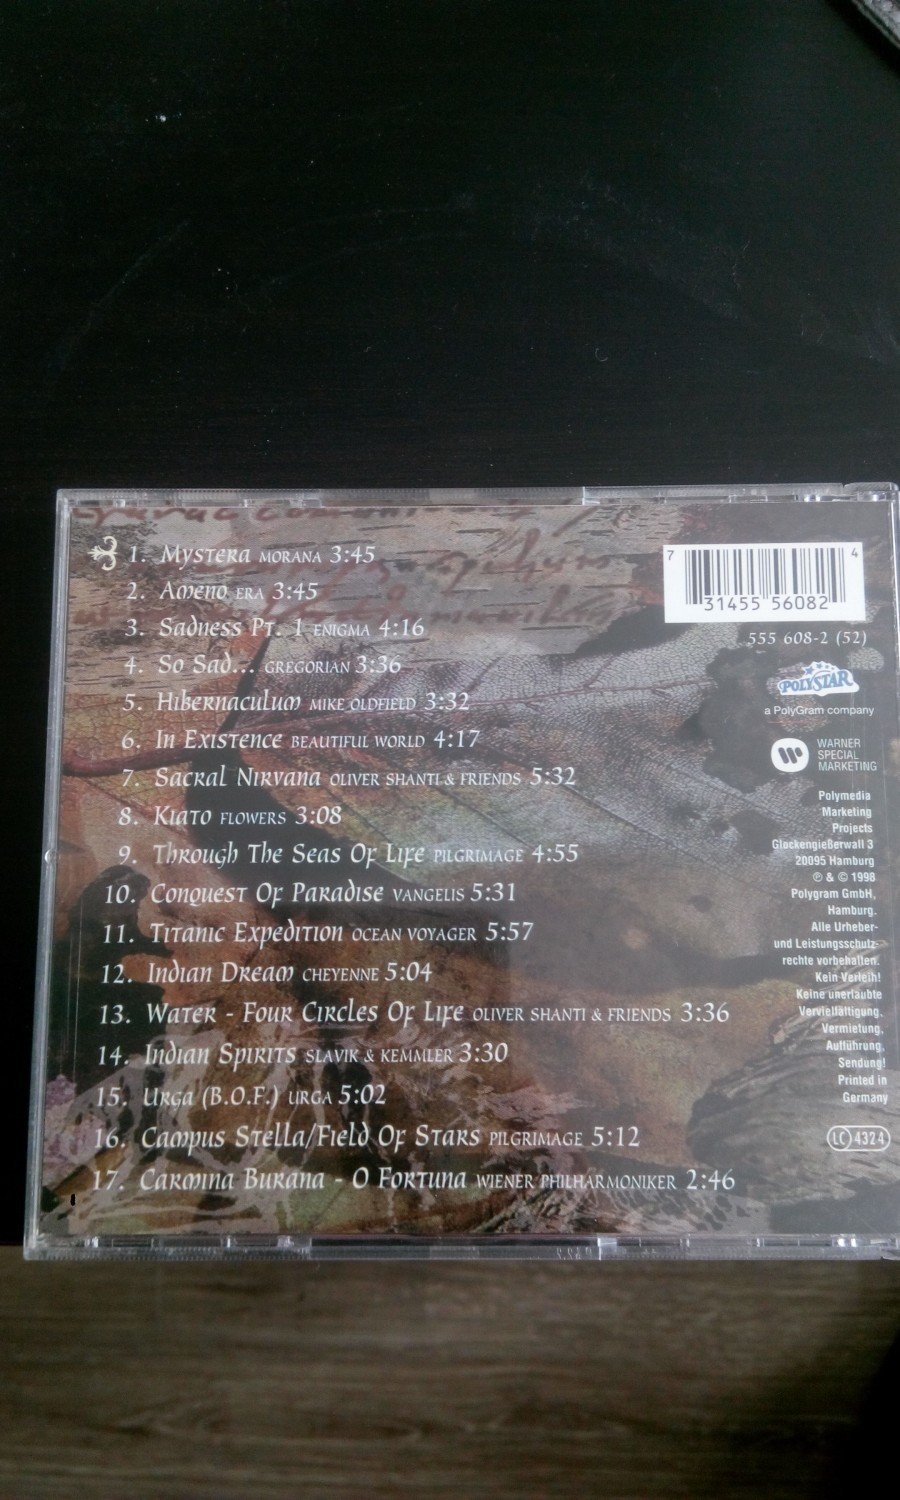 1. Mystera MORANA 3:45
2. Ameno ERA 3:45
3. Sadness Pt. 1 ENIGMA 4:16
4. So Sad... GREGORIAN 3:36
5. Hibernaculum MIKE OLDFIELD 3:32
6. In Existence BEAUTIFUL WORLD 4:17
7. Sacral Nirvana OLIVER SHANTI & FRIENDS 5:32
8. Kiato FLOWERS 3:08
9. Through The Seas Of Life PILGRIMAGE 4:55
10. Conquest Of Paradise VANGELIS 5:31
11. Titanic Expedition OCEAN VOYAGER 5:57
12. Indian Dream CHEYENNE 5:04
13. Water - Four Circles Of Life OLIVER SHANTI & FRIENDS 3:36
14. Indian Spirits SLAVIK & KEMMLER 3:30
15. Urga (B.O.F.) URGA 5:02
16. Campus Stella/Field Of Stars PILGRIMAGE 5:12
17. Carmina Burana - O Fortuna WIENER PHILHARMONIKER 2:46
7 31455 56082 4
555 608-2 (52)
POLYSTAR
a PolyGram company
WARNER
SPECIAL
MARKETING
Polymedia
Marketing
Projects
Glockengießerwall 3
20095 Hamburg
℗ & © 1998
Polygram GmbH,
Hamburg.
Alle Urheber-
und Leistungsschutz-
rechte vorbehalten.
Kein Verleih!
Keine unerlaubte
Vervielfältigung,
Vermietung,
Aufführung,
Sendung!
Printed in
Germany
LC 4324